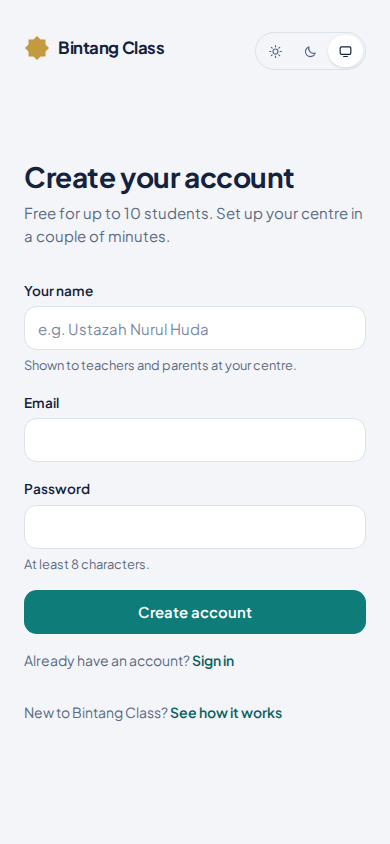 Bintang Class
Create your account
Free for up to 10 students. Set up your centre in
a couple of minutes.
Your name
e.g. Ustazah Nurul Huda
Shown to teachers and parents at your centre.
Email
Password
At least 8 characters.
Create account
Already have an account? Sign in
New to Bintang Class? See how it works